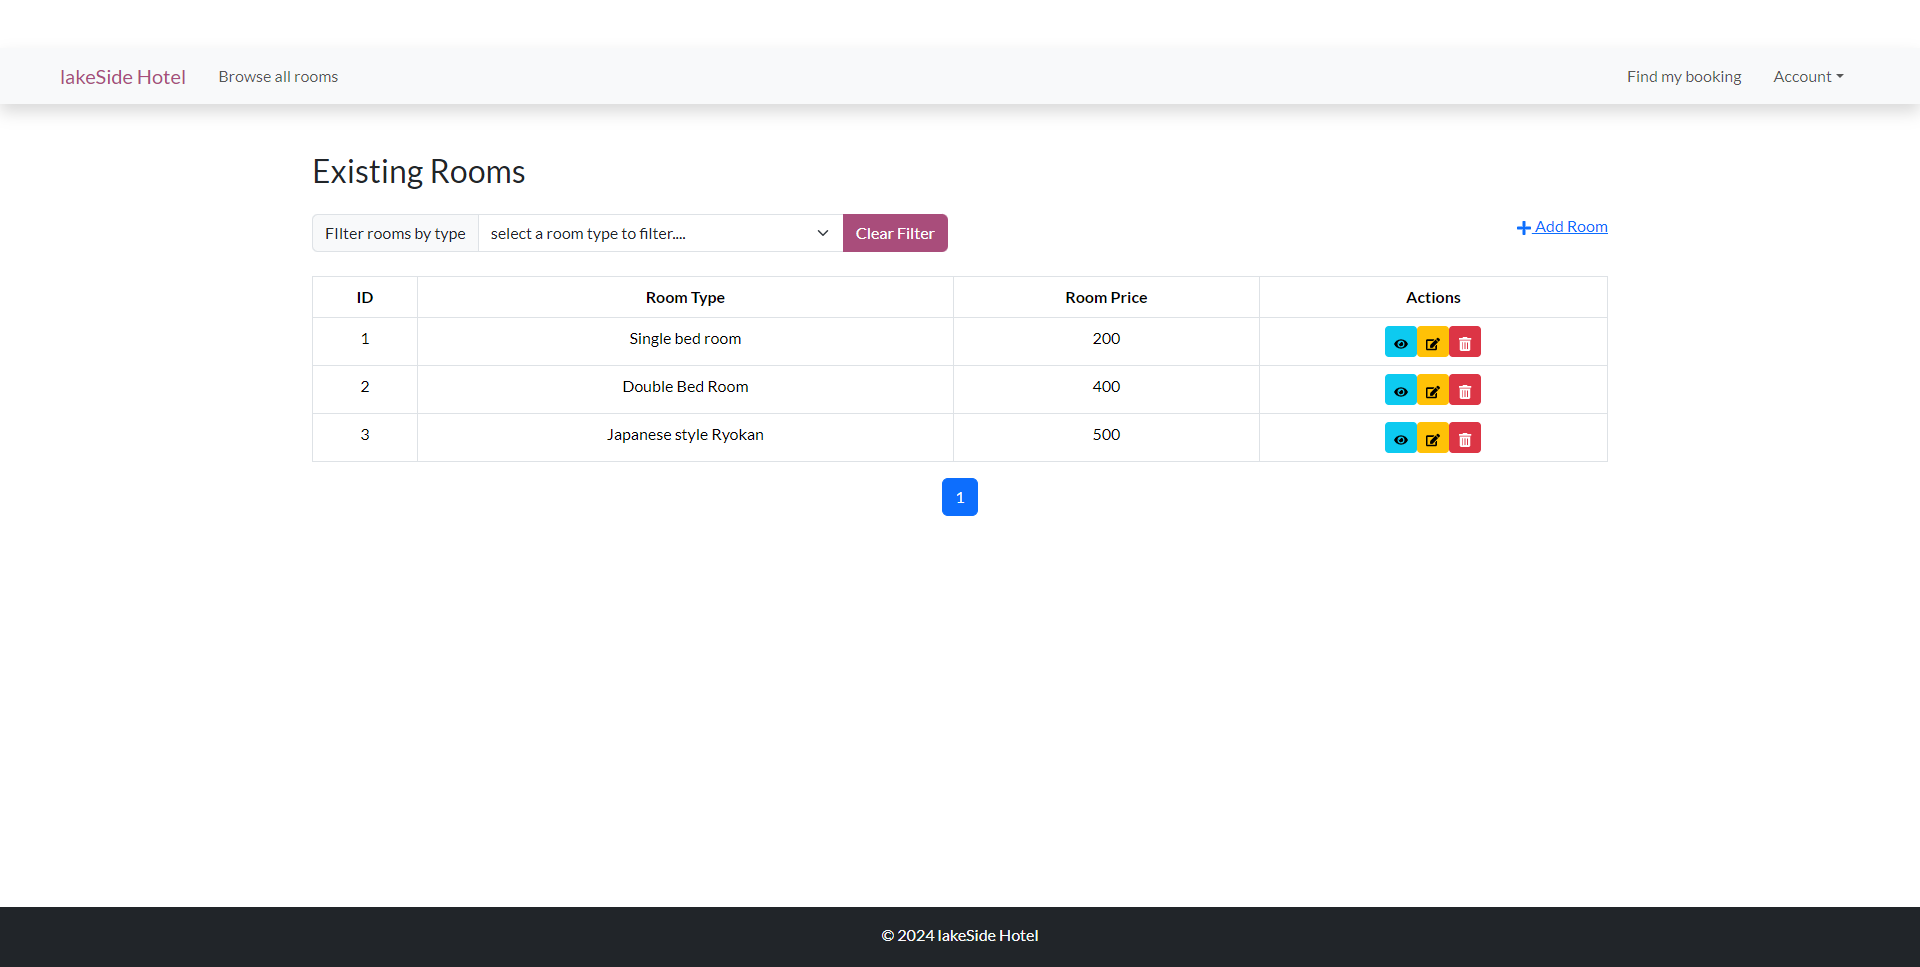 lakeSide Hotel Browse all rooms Find my booking Account
Existing Rooms
FIlter rooms by type select a room type to filter.... Clear Filter Add Room
ID Room Type Room Price Actions
1 Single bed room 200
2 Double Bed Room 400
3 Japanese style Ryokan 500
1
© 2024 lakeSide Hotel